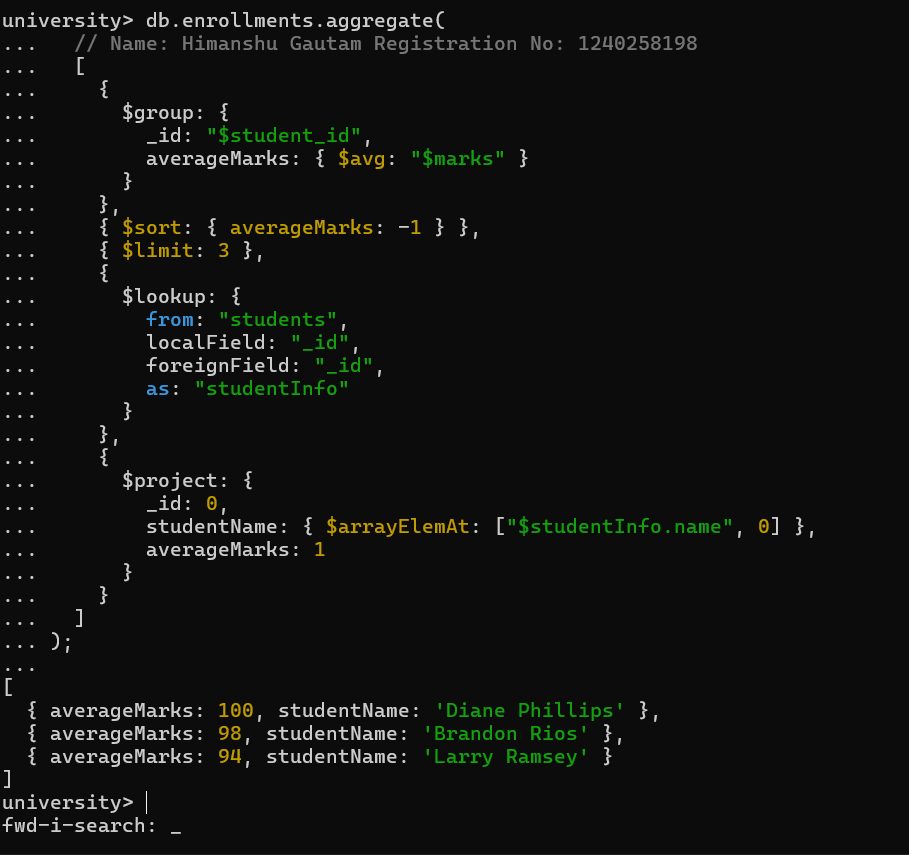 university> db.enrollments.aggregate(
...   // Name: Himanshu Gautam Registration No: 1240258198
...   [
...     {
...       $group: {
...         _id: "$student_id",
...         averageMarks: { $avg: "$marks" }
...       }
...     },
...     { $sort: { averageMarks: -1 } },
...     { $limit: 3 },
...     {
...       $lookup: {
...         from: "students",
...         localField: "_id",
...         foreignField: "_id",
...         as: "studentInfo"
...       }
...     },
...     {
...       $project: {
...         _id: 0,
...         studentName: { $arrayElemAt: ["$studentInfo.name", 0] },
...         averageMarks: 1
...       }
...     }
...   ]
... );
...
[
  { averageMarks: 100, studentName: 'Diane Phillips' },
  { averageMarks: 98, studentName: 'Brandon Rios' },
  { averageMarks: 94, studentName: 'Larry Ramsey' }
]
university>
fwd-i-search: _